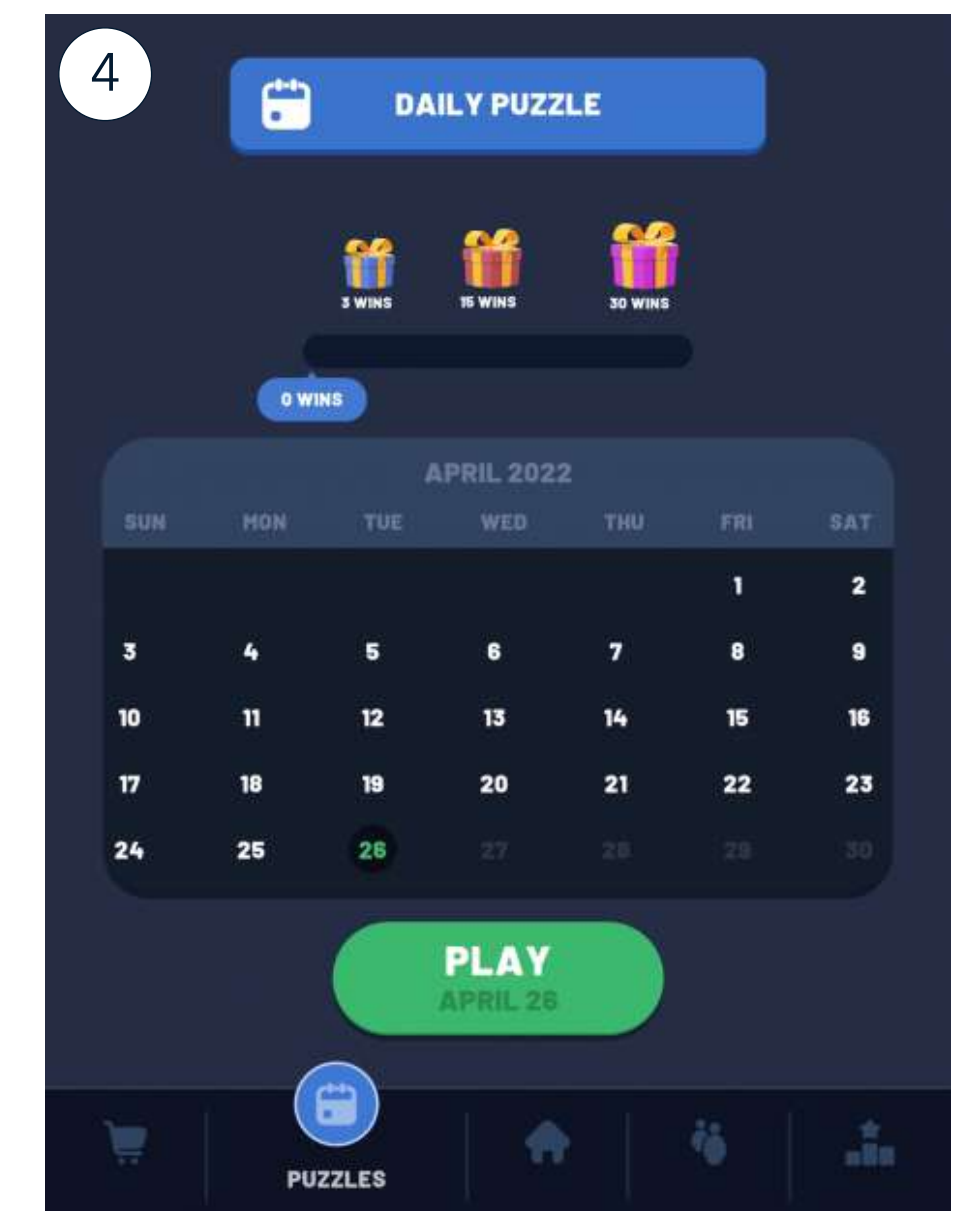 4
DAILY PUZZLE
3 WINS 15 WINS 30 WINS
0 WINS
APRIL 2022
SUN MON TUE WED THU FRI SAT
1 2
3 4 5 6 7 8 9
10 11 12 13 14 15 16
17 18 19 20 21 22 23
24 25 26 27 28 29 30
PLAY
APRIL 26
PUZZLES